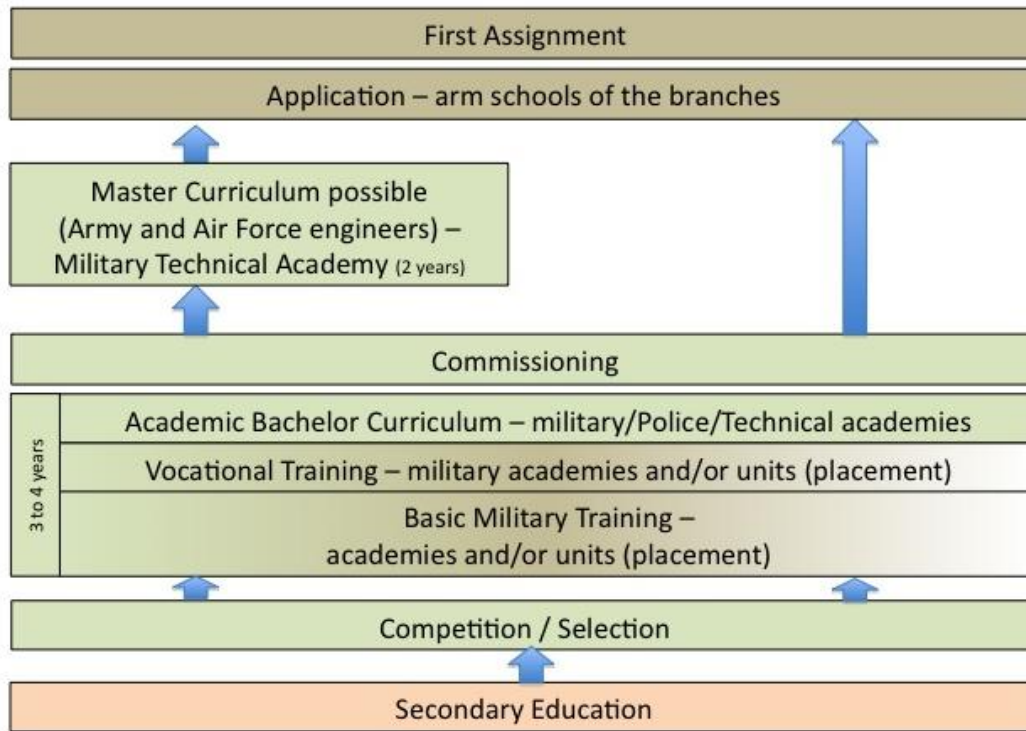 First Assignment
Application – arm schools of the branches
Master Curriculum possible
(Army and Air Force engineers) –
Military Technical Academy (2 years)
Commissioning
3 to 4 years
Academic Bachelor Curriculum – military/Police/Technical academies
Vocational Training – military academies and/or units (placement)
Basic Military Training –
academies and/or units (placement)
Competition / Selection
Secondary Education